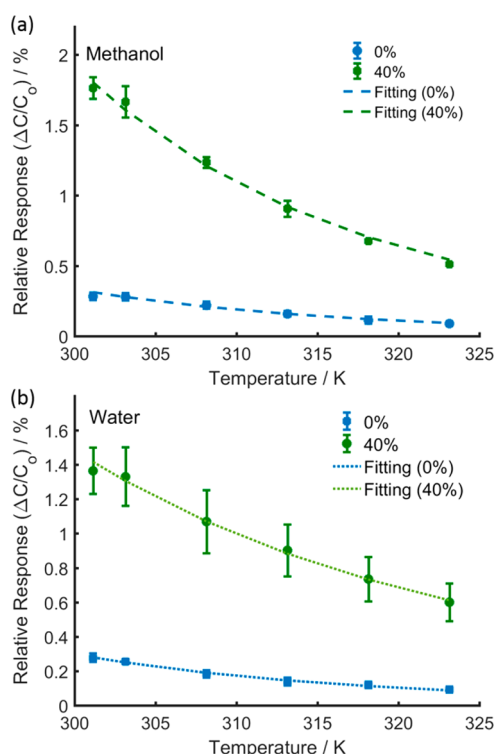 (a)
Relative Response (ΔC/Co) / %
2
1.5
1
0.5
0
Methanol
0%
40%
Fitting (0%)
Fitting (40%)
300
305
310
315
320
325
Temperature / K
(b)
Relative Response (ΔC/Co) / %
1.6
1.4
1.2
1
0.8
0.6
0.4
0.2
0
Water
0%
40%
Fitting (0%)
Fitting (40%)
300
305
310
315
320
325
Temperature / K